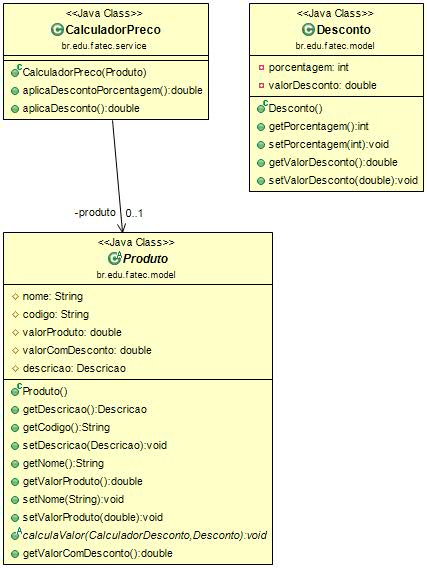 <<Java Class>>
CalculadorPreco
br.edu.fatec.service
CalculadorPreco(Produto)
aplicaDescontoPorcentagem():double
aplicaDesconto():double
<<Java Class>>
Desconto
br.edu.fatec.model
porcentagem: int
valorDesconto: double
Desconto()
getPorcentagem():int
setPorcentagem(int):void
getValorDesconto():double
setValorDesconto(double):void
-produto 0..1
<<Java Class>>
Produto
br.edu.fatec.model
nome: String
codigo: String
valorProduto: double
valorComDesconto: double
descricao: Descricao
Produto()
getDescricao():Descricao
getCodigo():String
setDescricao(Descricao):void
getNome():String
getValorProduto():double
setNome(String):void
setValorProduto(double):void
calculaValor(CalculadorDesconto,Desconto):void
getValorComDesconto():double